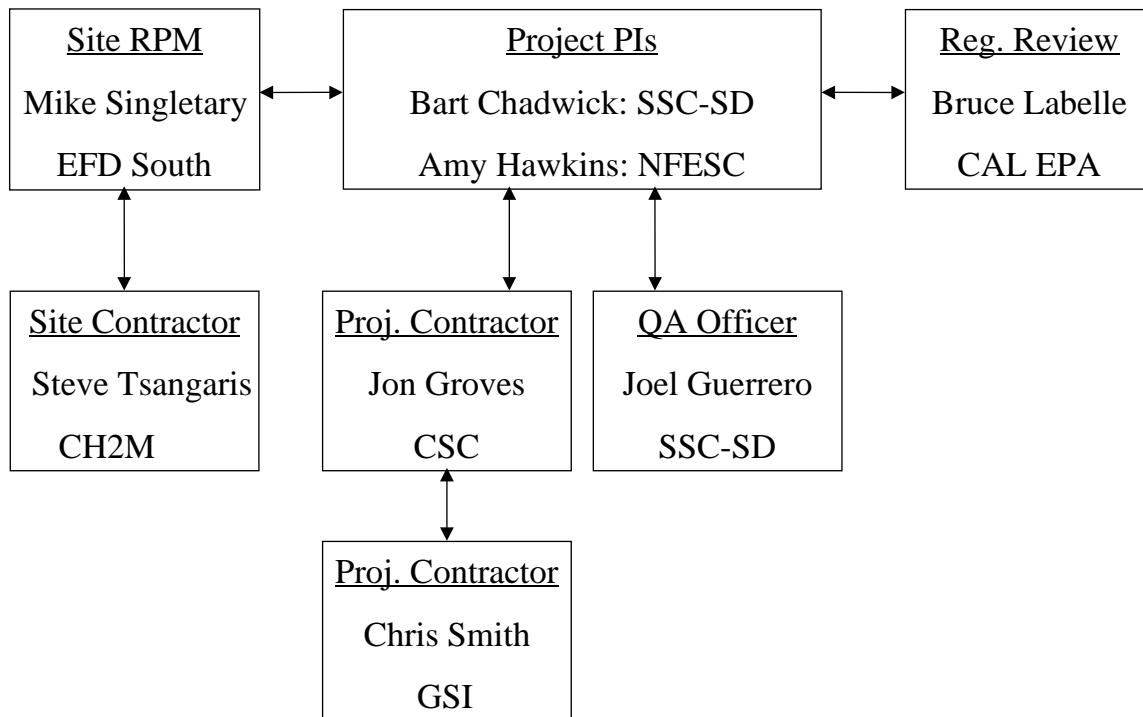 Site RPM
Mike Singletary
EFD South
Project PIs
Bart Chadwick: SSC-SD
Amy Hawkins: NFESC
Reg. Review
Bruce Labelle
CAL EPA
Site Contractor
Steve Tsangaris
CH2M
Proj. Contractor
Jon Groves
CSC
QA Officer
Joel Guerrero
SSC-SD
Proj. Contractor
Chris Smith
GSI